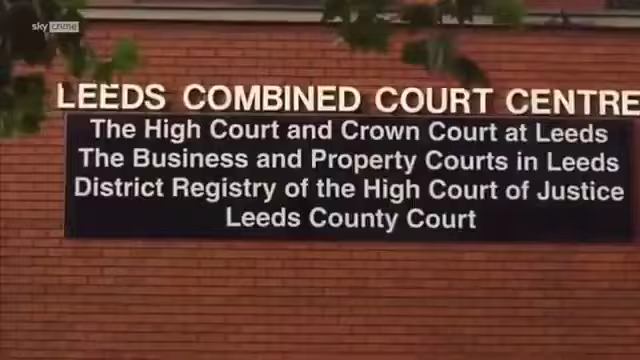 sky crime
LEEDS COMBINED COURT CENTRE
The High Court and Crown Court at Leeds
The Business and Property Courts in Leeds
District Registry of the High Court of Justice
Leeds County Court